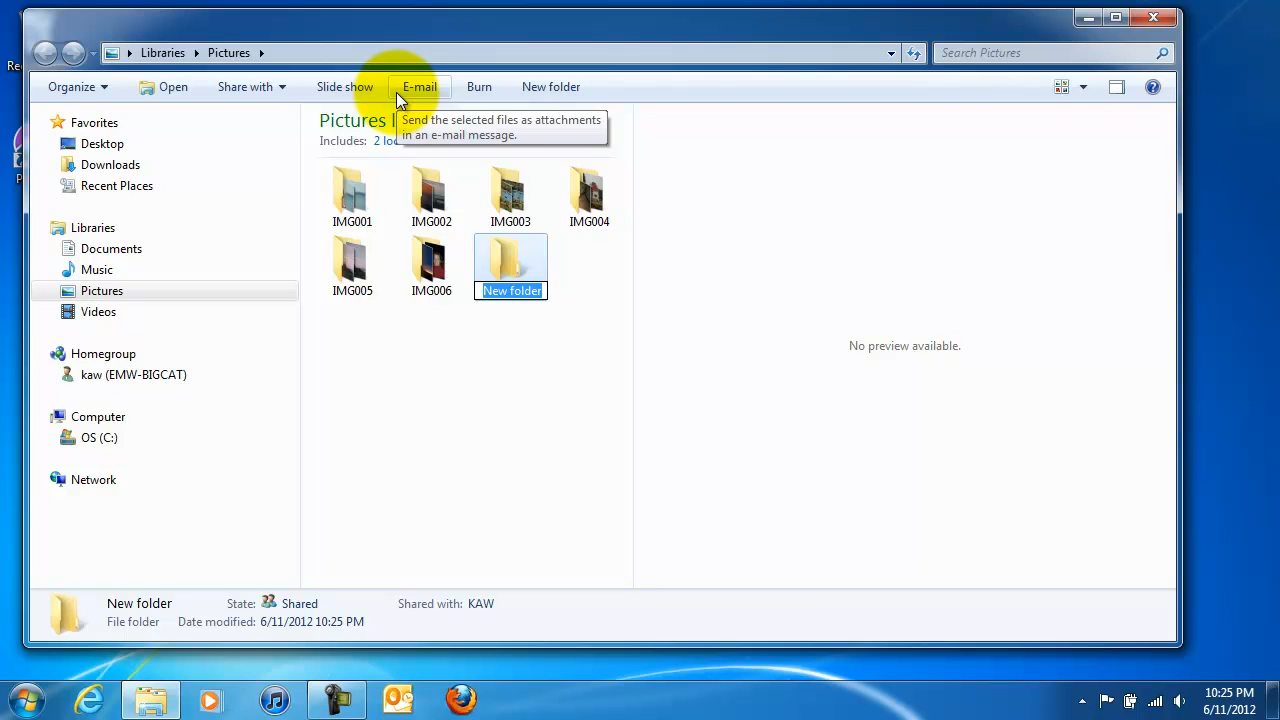 Libraries Pictures
Search Pictures
Organize Open Share with Slide show E-mail Burn New folder
Send the selected files as attachments
in an e-mail message.
Favorites
Desktop
Downloads
Recent Places
Libraries
Documents
Music
Pictures
Videos
Homegroup
kaw (EMW-BIGCAT)
Computer
OS (C:)
Network
Pictures l
Includes: 2 loc
IMG001 IMG002 IMG003 IMG004
IMG005 IMG006 New folder
No preview available.
New folder State: Shared Shared with: KAW
File folder Date modified: 6/11/2012 10:25 PM
10:25 PM
6/11/2012